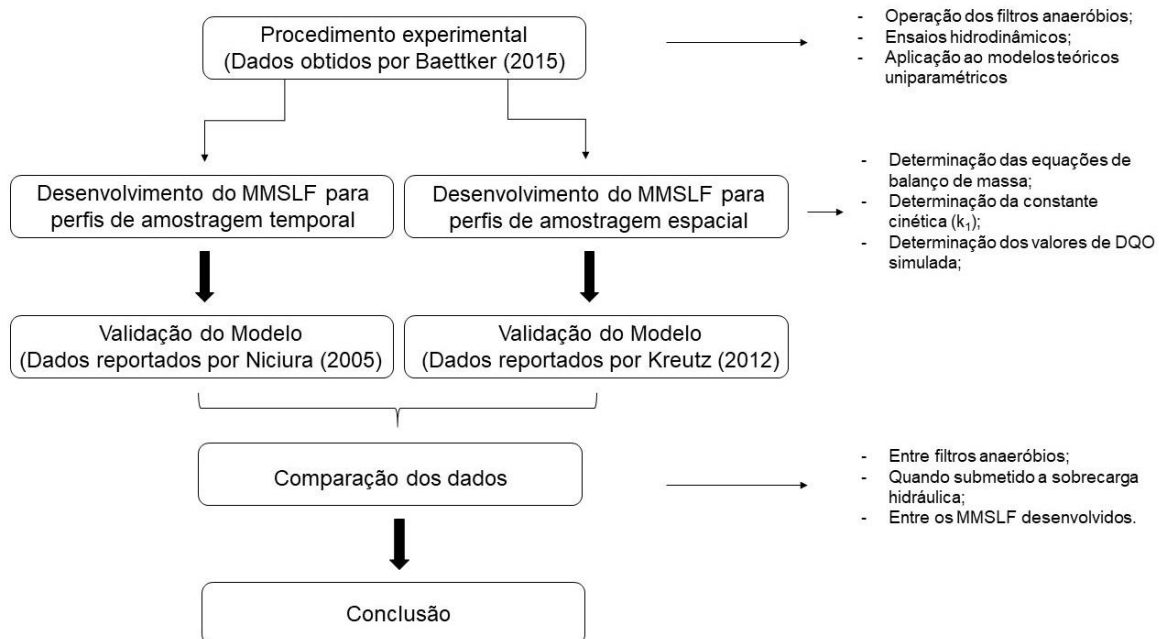 Procedimento experimental
(Dados obtidos por Baettker (2015)
- Operação dos filtros anaeróbios;
- Ensaios hidrodinâmicos;
- Aplicação ao modelos teóricos
uniparamétricos
Desenvolvimento do MMSLF para
perfis de amostragem temporal
Desenvolvimento do MMSLF para
perfis de amostragem espacial
- Determinação das equações de
balanço de massa;
- Determinação da constante
cinética (k₁);
- Determinação dos valores de DQO
simulada;
Validação do Modelo
(Dados reportados por Niciura (2005)
Validação do Modelo
(Dados reportados por Kreutz (2012)
Comparação dos dados
- Entre filtros anaeróbios;
- Quando submetido a sobrecarga
hidráulica;
- Entre os MMSLF desenvolvidos.
Conclusão